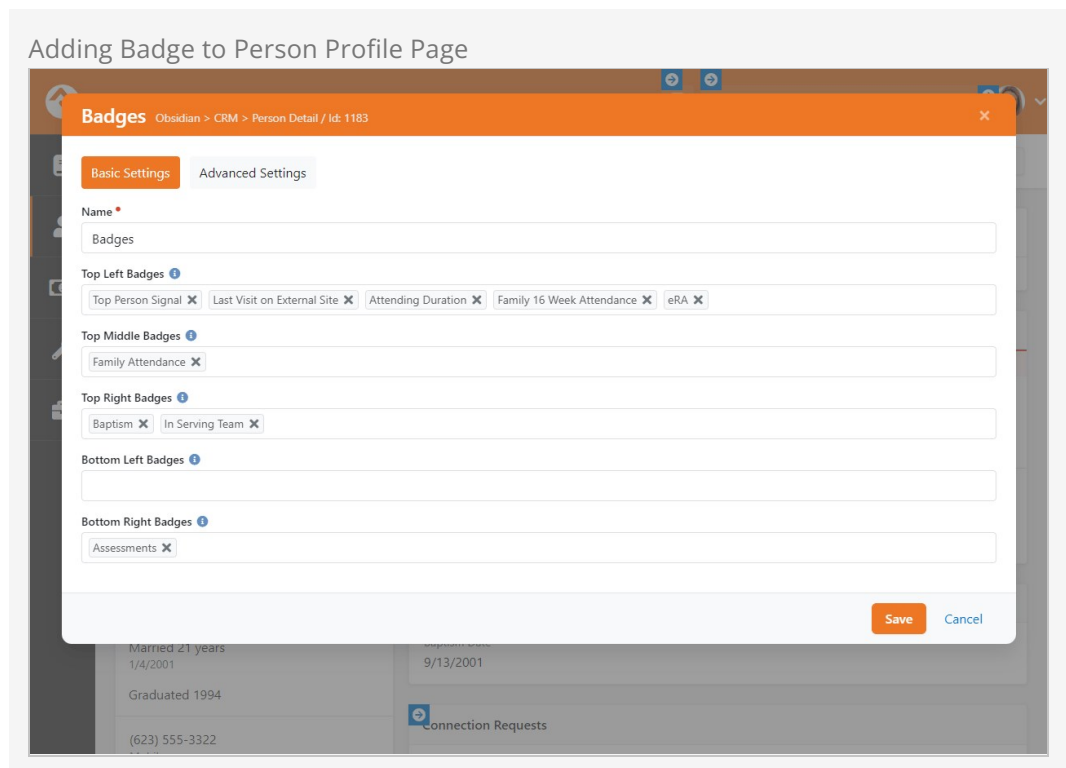 Adding Badge to Person Profile Page
Badges Obsidian > CRM > Person Detail / Id: 1183
Basic Settings Advanced Settings
Name
Badges
Top Left Badges
Top Person Signal Last Visit on External Site Attending Duration Family 16 Week Attendance eRA
Top Middle Badges
Family Attendance
Top Right Badges
Baptism In Serving Team
Bottom Left Badges
Bottom Right Badges
Assessments
Save Cancel
Married 21 years
1/4/2001
9/13/2001
Graduated 1994
Connection Requests
(623) 555-3322